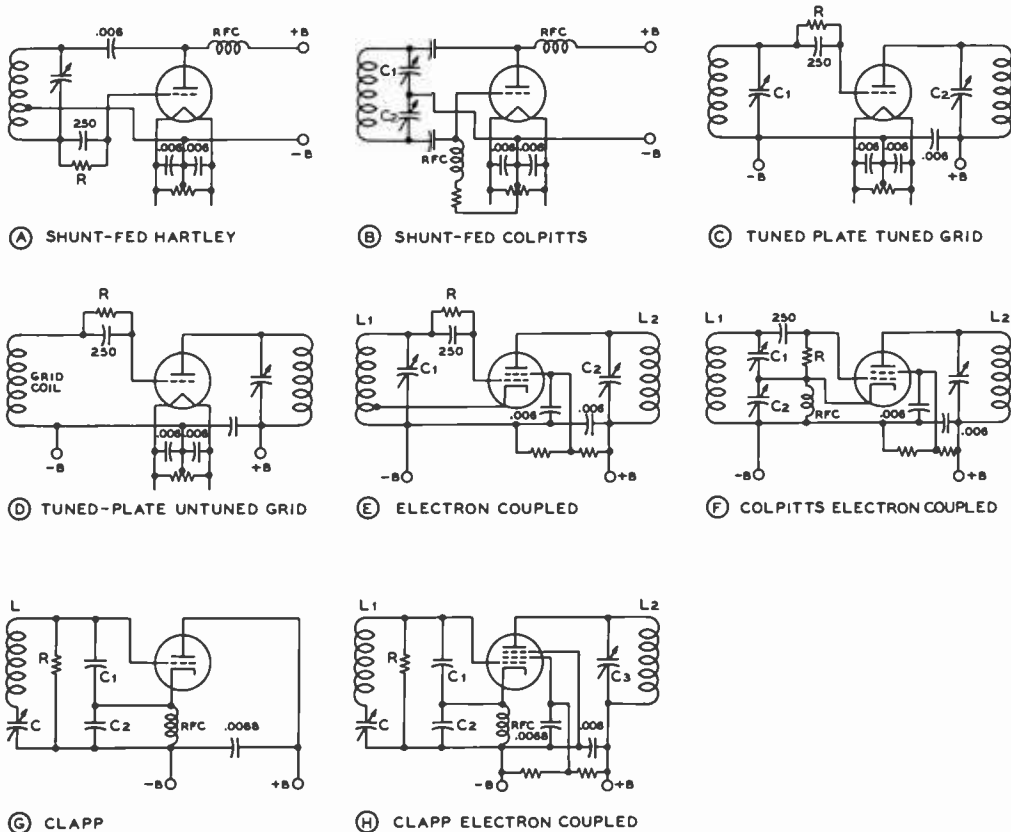 .006
RFC
+B
250
R
.006 .006
-B
A SHUNT-FED HARTLEY
RFC
+B
C1
C2
RFC
.006 .006
-B
B SHUNT-FED COLPITTS
R
250
C1
C2
.006 .006
.006
-B
+B
C TUNED PLATE TUNED GRID
R
250
GRID
COIL
.006 .006
-B
+B
D TUNED-PLATE UNTUNED GRID
L1
R
250
C1
L2
C2
.006
.006
-B
+B
E ELECTRON COUPLED
L1
250
C1
R
C2
RFC
L2
.006
.006
-B
+B
F COLPITTS ELECTRON COUPLED
L
R
C1
C
C2
RFC
.0068
-B
+B
G CLAPP
L1
R
C1
C
C2
RFC
.0068
.006
L2
C3
-B
+B
H CLAPP ELECTRON COUPLED